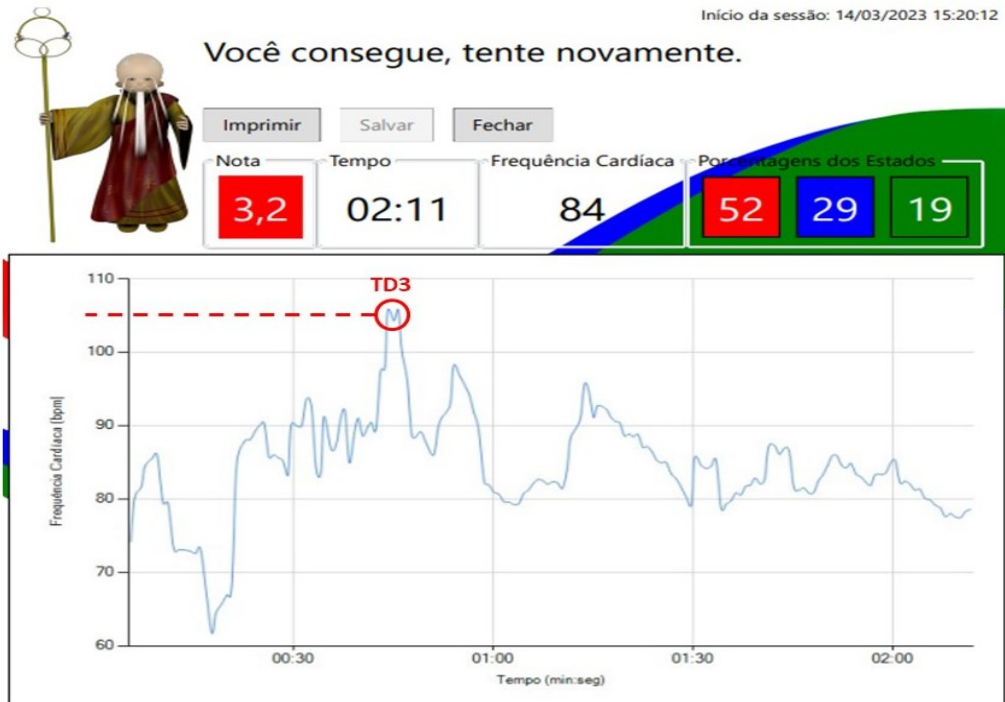 Início da sessão: 14/03/2023 15:20:12
Você consegue, tente novamente.
Imprimir Salvar Fechar
Nota Tempo Frequência Cardíaca Porcentagens dos Estados
3,2 02:11 84 52 29 19
TD3
110
100
90
80
70
60
Frequência Cardíaca [bpm]
00:30 01:00 01:30 02:00
Tempo (min:seg)